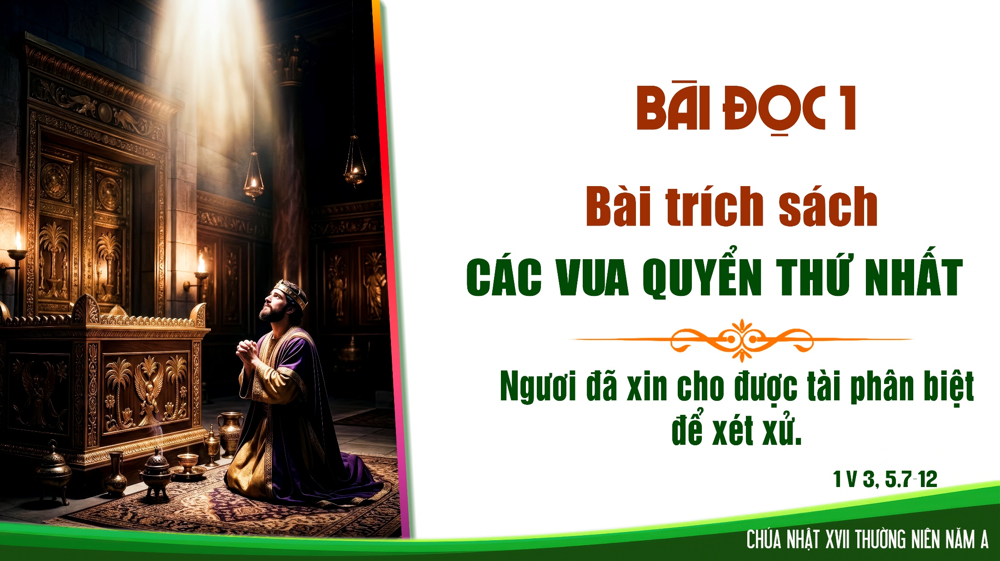 BÀI ĐỌC 1
Bài trích sách
CÁC VUA QUYỂN THỨ NHẤT
Ngươi đã xin cho được tài phân biệt
để xét xử.
1 V 3, 5.7-12
CHÚA NHẬT XVII THƯỜNG NIÊN NĂM A